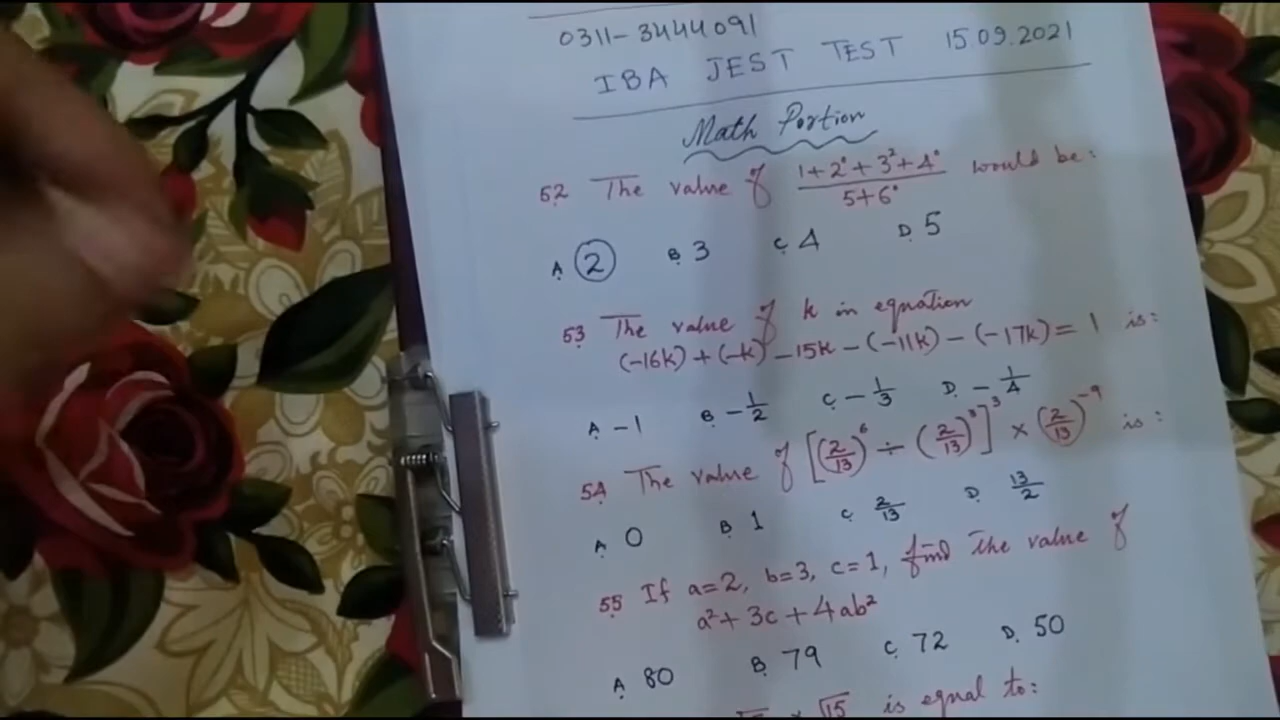 0311-3444091
IBA JEST TEST 15.09.2021
Math Portion
52 The value of (1+2°+3²+4°)/(5+6°) would be:
A. 2 B. 3 C. 4 D. 5
53 The value of k in equation
(-16k)+(-k)-15k-(-11k)-(-17k)=1 is:
A. -1 B. -1/2 C. -1/3 D. -1/4
54 The value of [(2/13)⁶÷(2/13)³]³×(2/13)⁻⁹ is:
A. 0 B. 1 C. 2/13 D. 13/2
55 If a=2, b=3, c=1, find the value of
a²+3c+4ab²
A. 80 B. 79 C. 72 D. 50
× √15 is equal to: